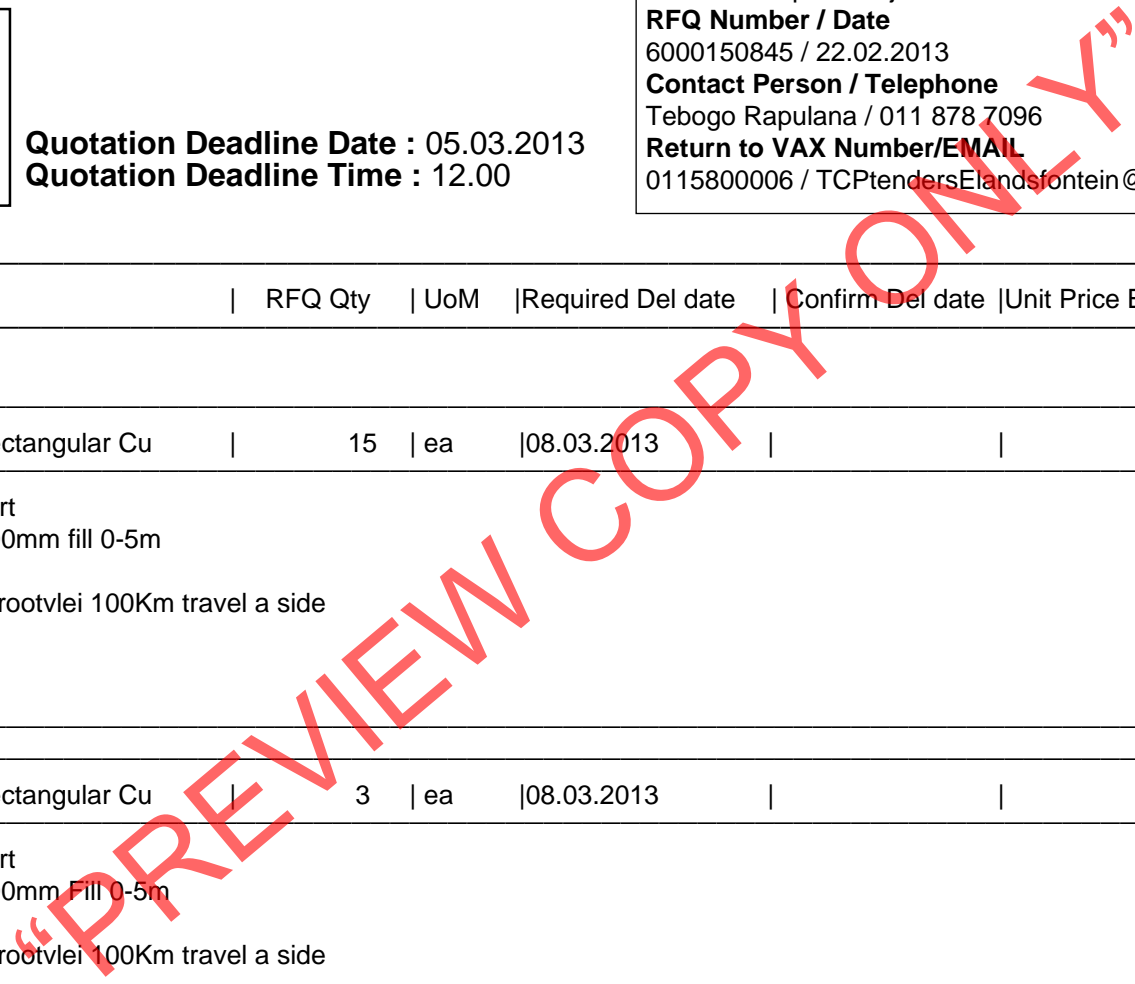 RFQ Number / Date
6000150845 / 22.02.2013
Contact Person / Telephone
Tebogo Rapulana / 011 878 7096
Return to VAX Number/EMAIL
0115800006 / TCPtendersElandsfontein@
Quotation Deadline Date : 05.03.2013
Quotation Deadline Time : 12.00
| RFQ Qty | UoM |Required Del date | Confirm Del date |Unit Price E
ctangular Cu | 15 | ea |08.03.2013 | |
rt
0mm fill 0-5m
rootvlei 100Km travel a side
ctangular Cu | 3 | ea |08.03.2013 | |
rt
0mm Fill 0-5m
rootvlei 100Km travel a side
“PREVIEW COPY ONLY”